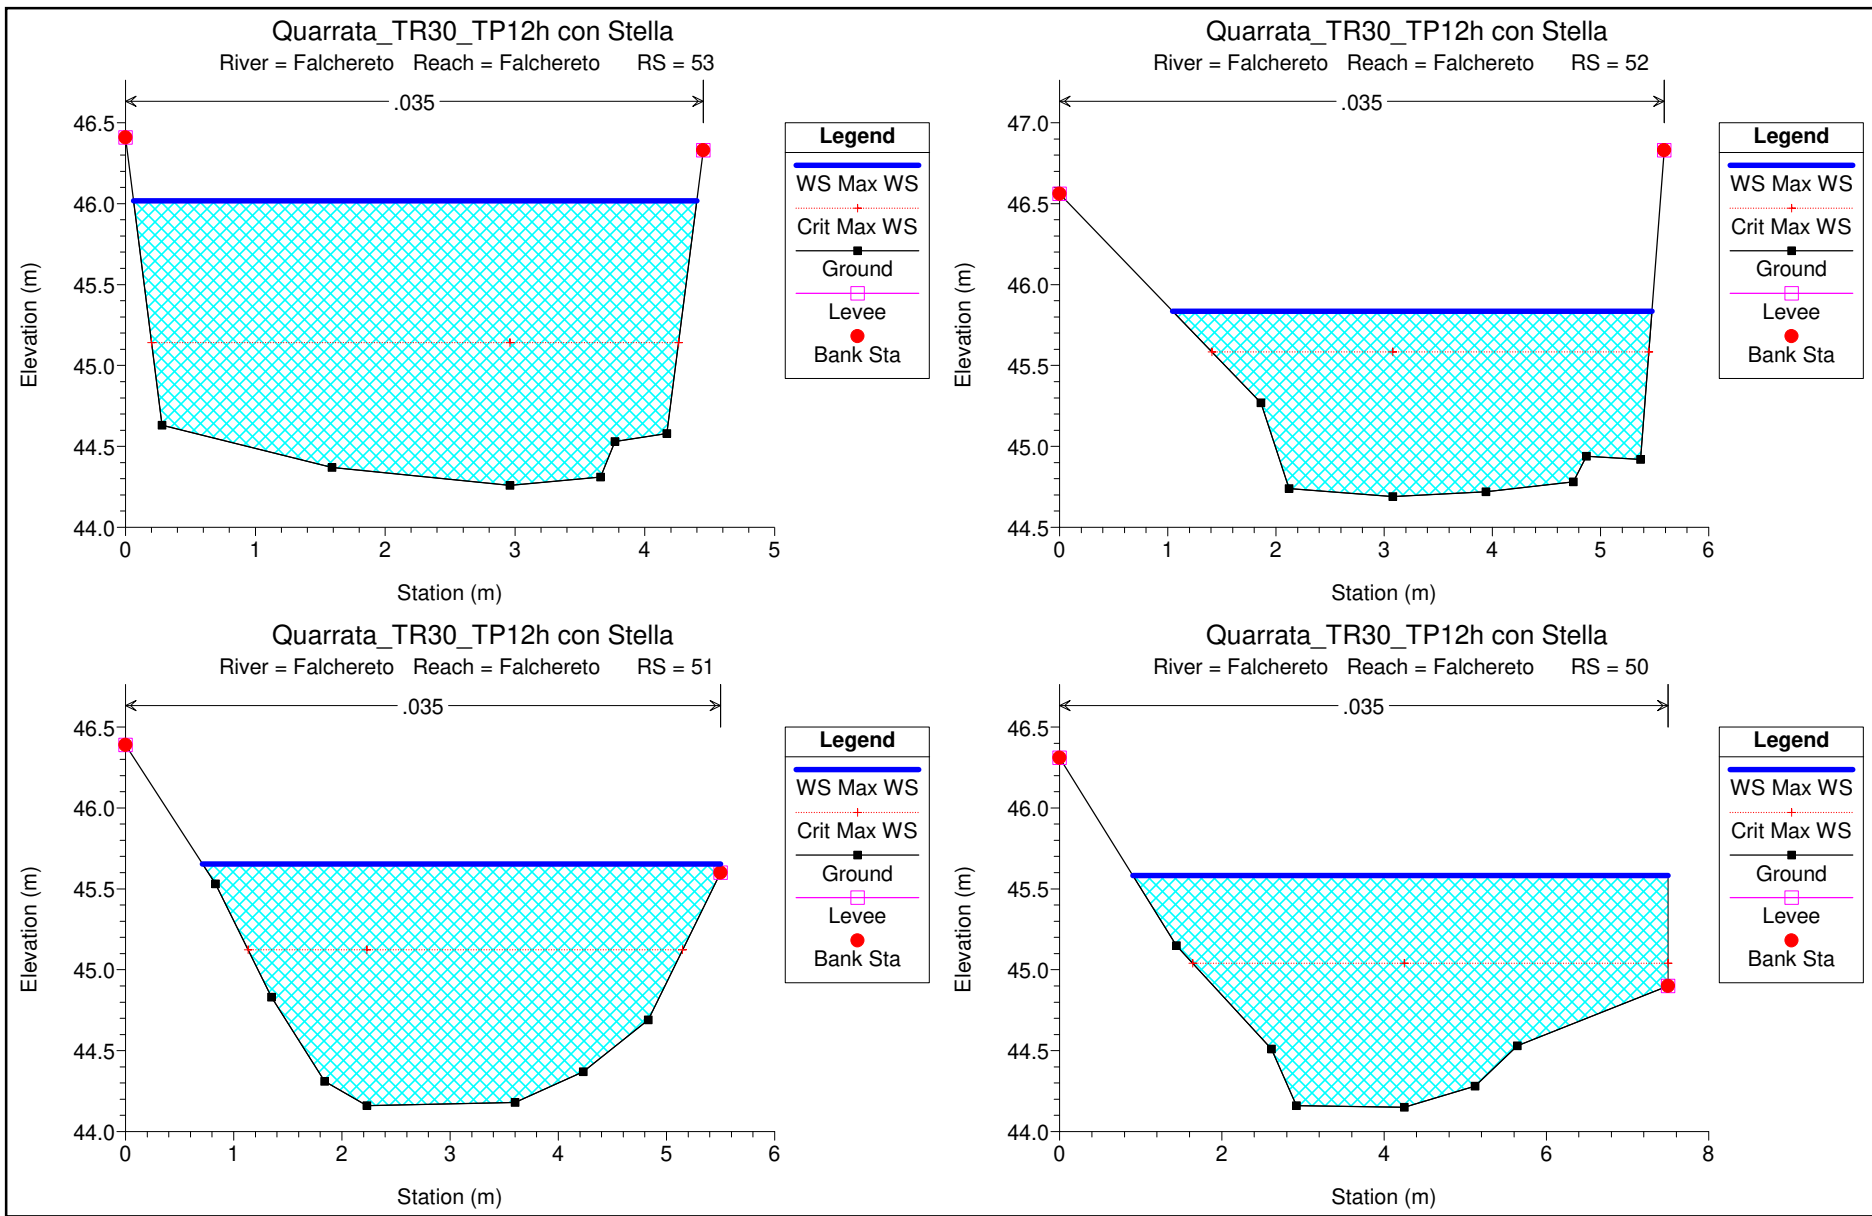 Quarrata_TR30_TP12h con Stella
River = Falchereto Reach = Falchereto RS = 53
.035
46.5
46.0
45.5
45.0
44.5
44.0
0 1 2 3 4 5
Elevation (m)
Station (m)
Legend
WS Max WS
Crit Max WS
Ground
Levee
Bank Sta
Quarrata_TR30_TP12h con Stella
River = Falchereto Reach = Falchereto RS = 52
.035
47.0
46.5
46.0
45.5
45.0
44.5
0 1 2 3 4 5 6
Elevation (m)
Station (m)
Legend
WS Max WS
Crit Max WS
Ground
Levee
Bank Sta
Quarrata_TR30_TP12h con Stella
River = Falchereto Reach = Falchereto RS = 51
.035
46.5
46.0
45.5
45.0
44.5
44.0
0 1 2 3 4 5 6
Elevation (m)
Station (m)
Legend
WS Max WS
Crit Max WS
Ground
Levee
Bank Sta
Quarrata_TR30_TP12h con Stella
River = Falchereto Reach = Falchereto RS = 50
.035
46.5
46.0
45.5
45.0
44.5
44.0
0 2 4 6 8
Elevation (m)
Station (m)
Legend
WS Max WS
Crit Max WS
Ground
Levee
Bank Sta